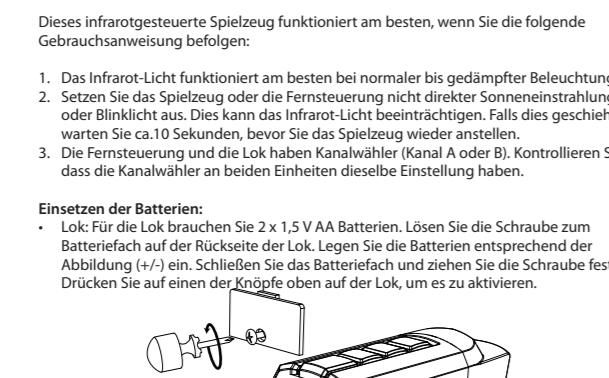 Dieses infrarotgesteuerte Spielzeug funktioniert am besten, wenn Sie die folgende
Gebrauchsanweisung befolgen:
1. Das Infrarot-Licht funktioniert am besten bei normaler bis gedämpfter Beleuchtung
2. Setzen Sie das Spielzeug oder die Fernsteuerung nicht direkter Sonneneinstrahlung
oder Blinklicht aus. Dies kann das Infrarot-Licht beeinträchtigen. Falls dies geschieh
warten Sie ca.10 Sekunden, bevor Sie das Spielzeug wieder anstellen.
3. Die Fernsteuerung und die Lok haben Kanalwähler (Kanal A oder B). Kontrollieren S
dass die Kanalwähler an beiden Einheiten dieselbe Einstellung haben.
Einsetzen der Batterien:
• Lok: Für die Lok brauchen Sie 2 x 1,5 V AA Batterien. Lösen Sie die Schraube zum
Batteriefach auf der Rückseite der Lok. Legen Sie die Batterien entsprechend der
Abbildung (+/-) ein. Schließen Sie das Batteriefach und ziehen Sie die Schraube fest
Drücken Sie auf einen der Knöpfe oben auf der Lok, um es zu aktivieren.